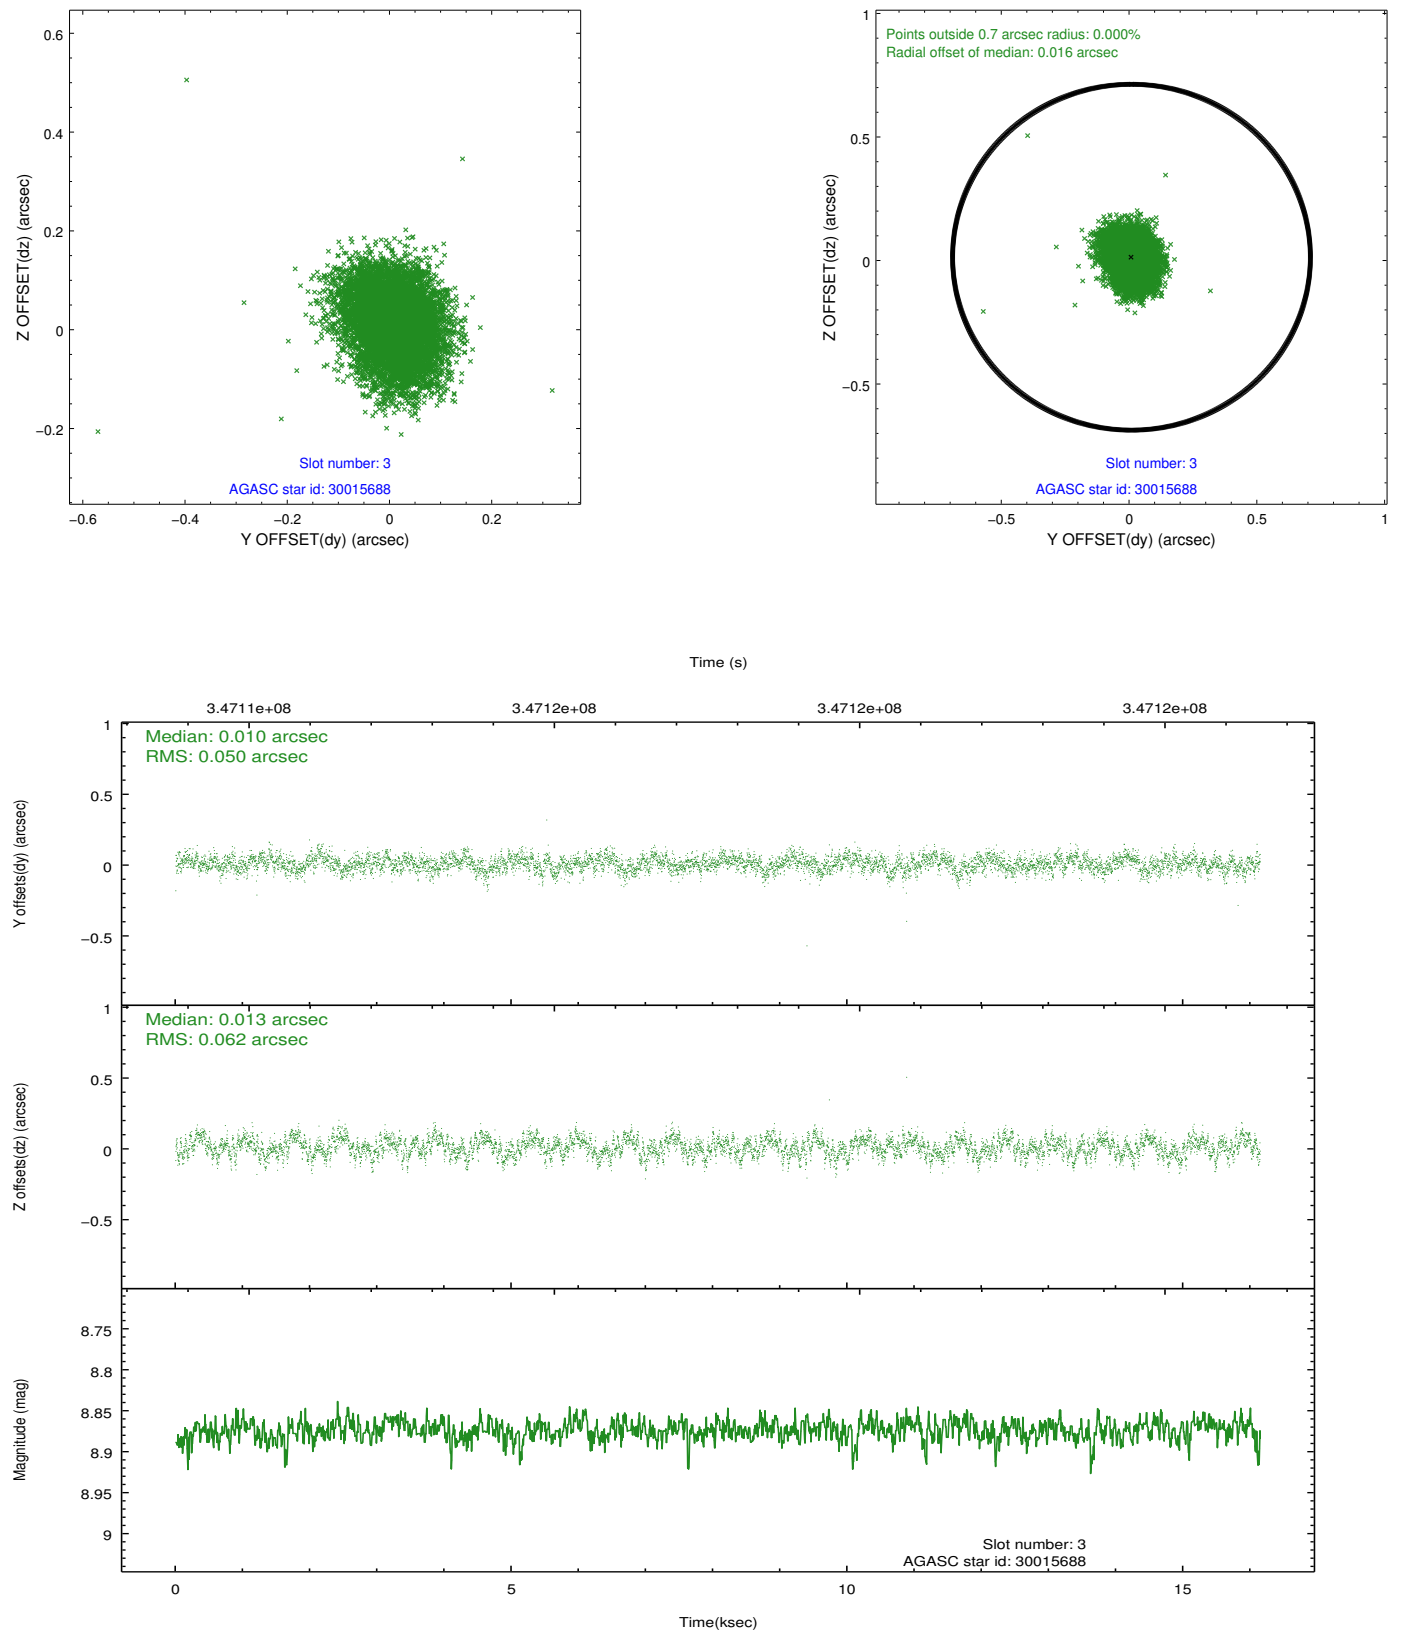 0.6
0.4
0.2
0
−0.2
Z OFFSET(dz) (arcsec)
Slot number: 3
AGASC star id: 30015688
−0.6 −0.4 −0.2 0 0.2
Y OFFSET(dy) (arcsec)
1
0.5
0
−0.5
Z OFFSET(dz) (arcsec)
Points outside 0.7 arcsec radius: 0.000%
Radial offset of median: 0.016 arcsec
Slot number: 3
AGASC star id: 30015688
−0.5 0 0.5 1
Y OFFSET(dy) (arcsec)
Time (s)
3.4711e+08 3.4712e+08 3.4712e+08 3.4712e+08
1
0.5
0
−0.5
Y offsets(dy) (arcsec)
Median: 0.010 arcsec
RMS: 0.050 arcsec
1
0.5
0
−0.5
Z offsets(dz) (arcsec)
Median: 0.013 arcsec
RMS: 0.062 arcsec
8.75
8.8
8.85
8.9
8.95
9
Magnitude (mag)
Slot number: 3
AGASC star id: 30015688
0 5 10 15
Time(ksec)